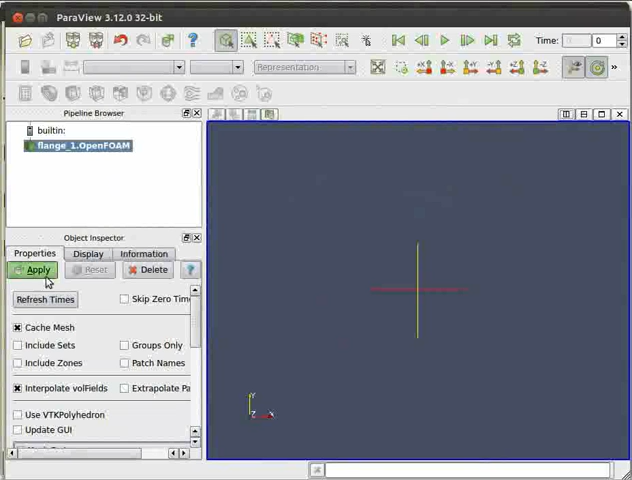 ParaView 3.12.0 32-bit
Time: 0 0
+X -X +Y -Y +Z -Z
Representation
Pipeline Browser
builtin:
flange_1.OpenFOAM
Object Inspector
Properties Display Information
Apply Reset Delete ?
Refresh Times Skip Zero Time
Cache Mesh
Include Sets Groups Only
Include Zones Patch Names
Interpolate volFields Extrapolate Pa
Use VTKPolyhedron
Update GUI
Y
Z X